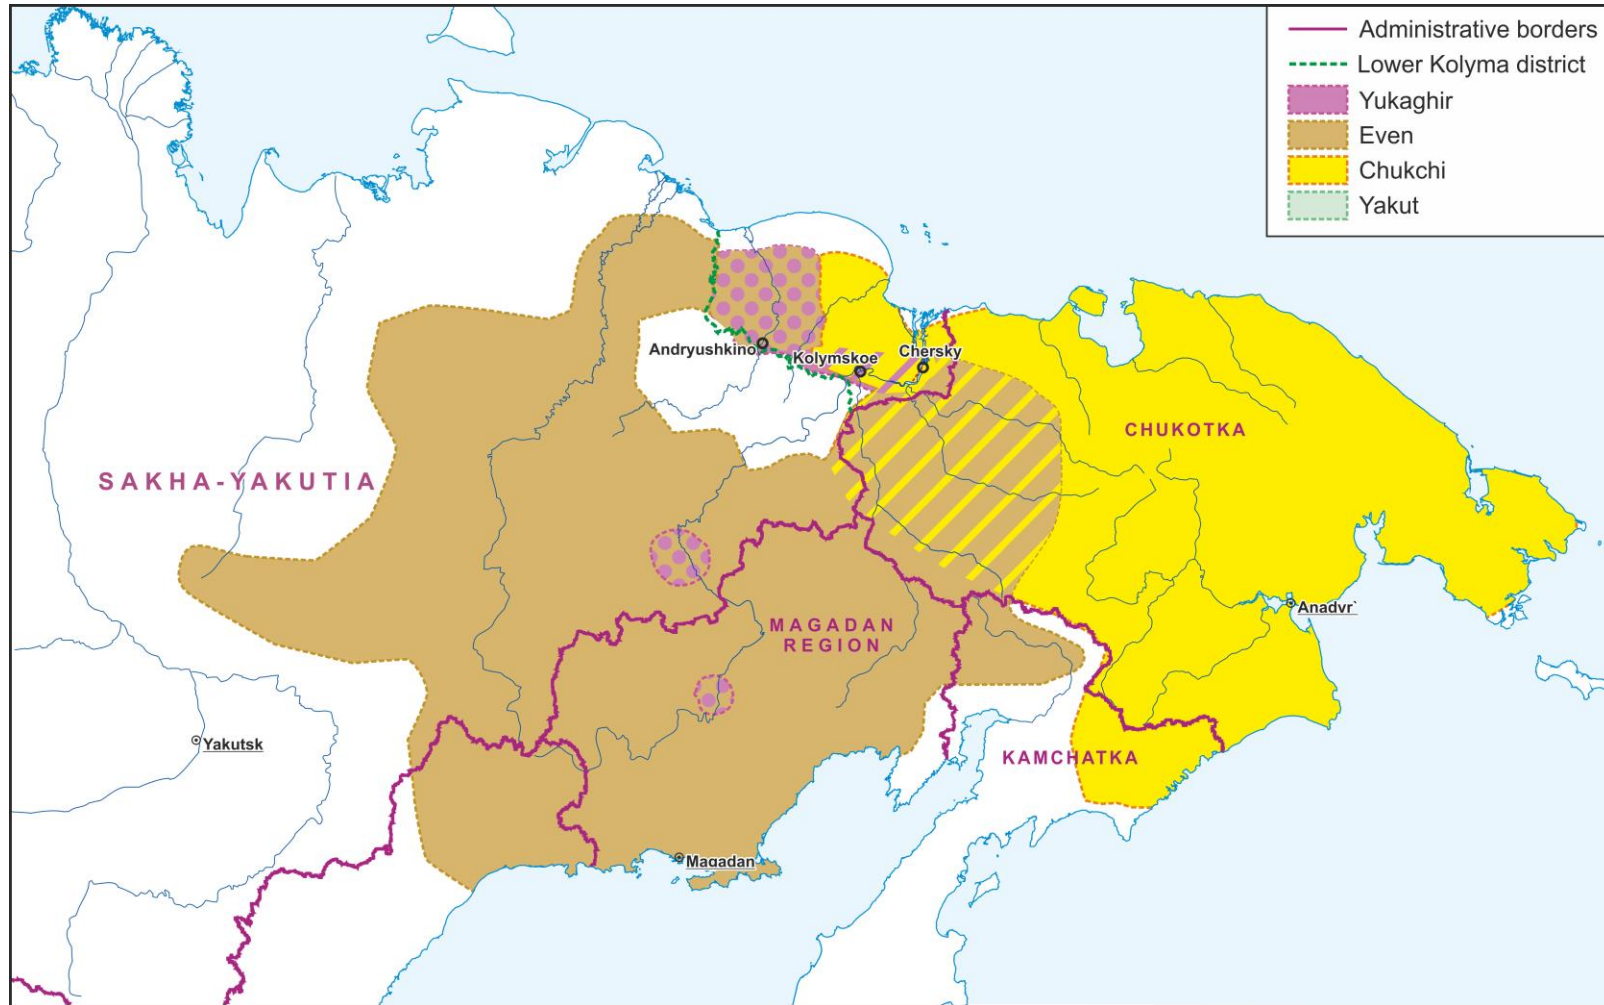 Administrative borders
Lower Kolyma district
Yukaghir
Even
Chukchi
Yakut
Andryushkino
Kolymskoe
Chersky
CHUKOTKA
SAKHA-YAKUTIA
Anadyr`
MAGADAN
REGION
Yakutsk
KAMCHATKA
Magadan